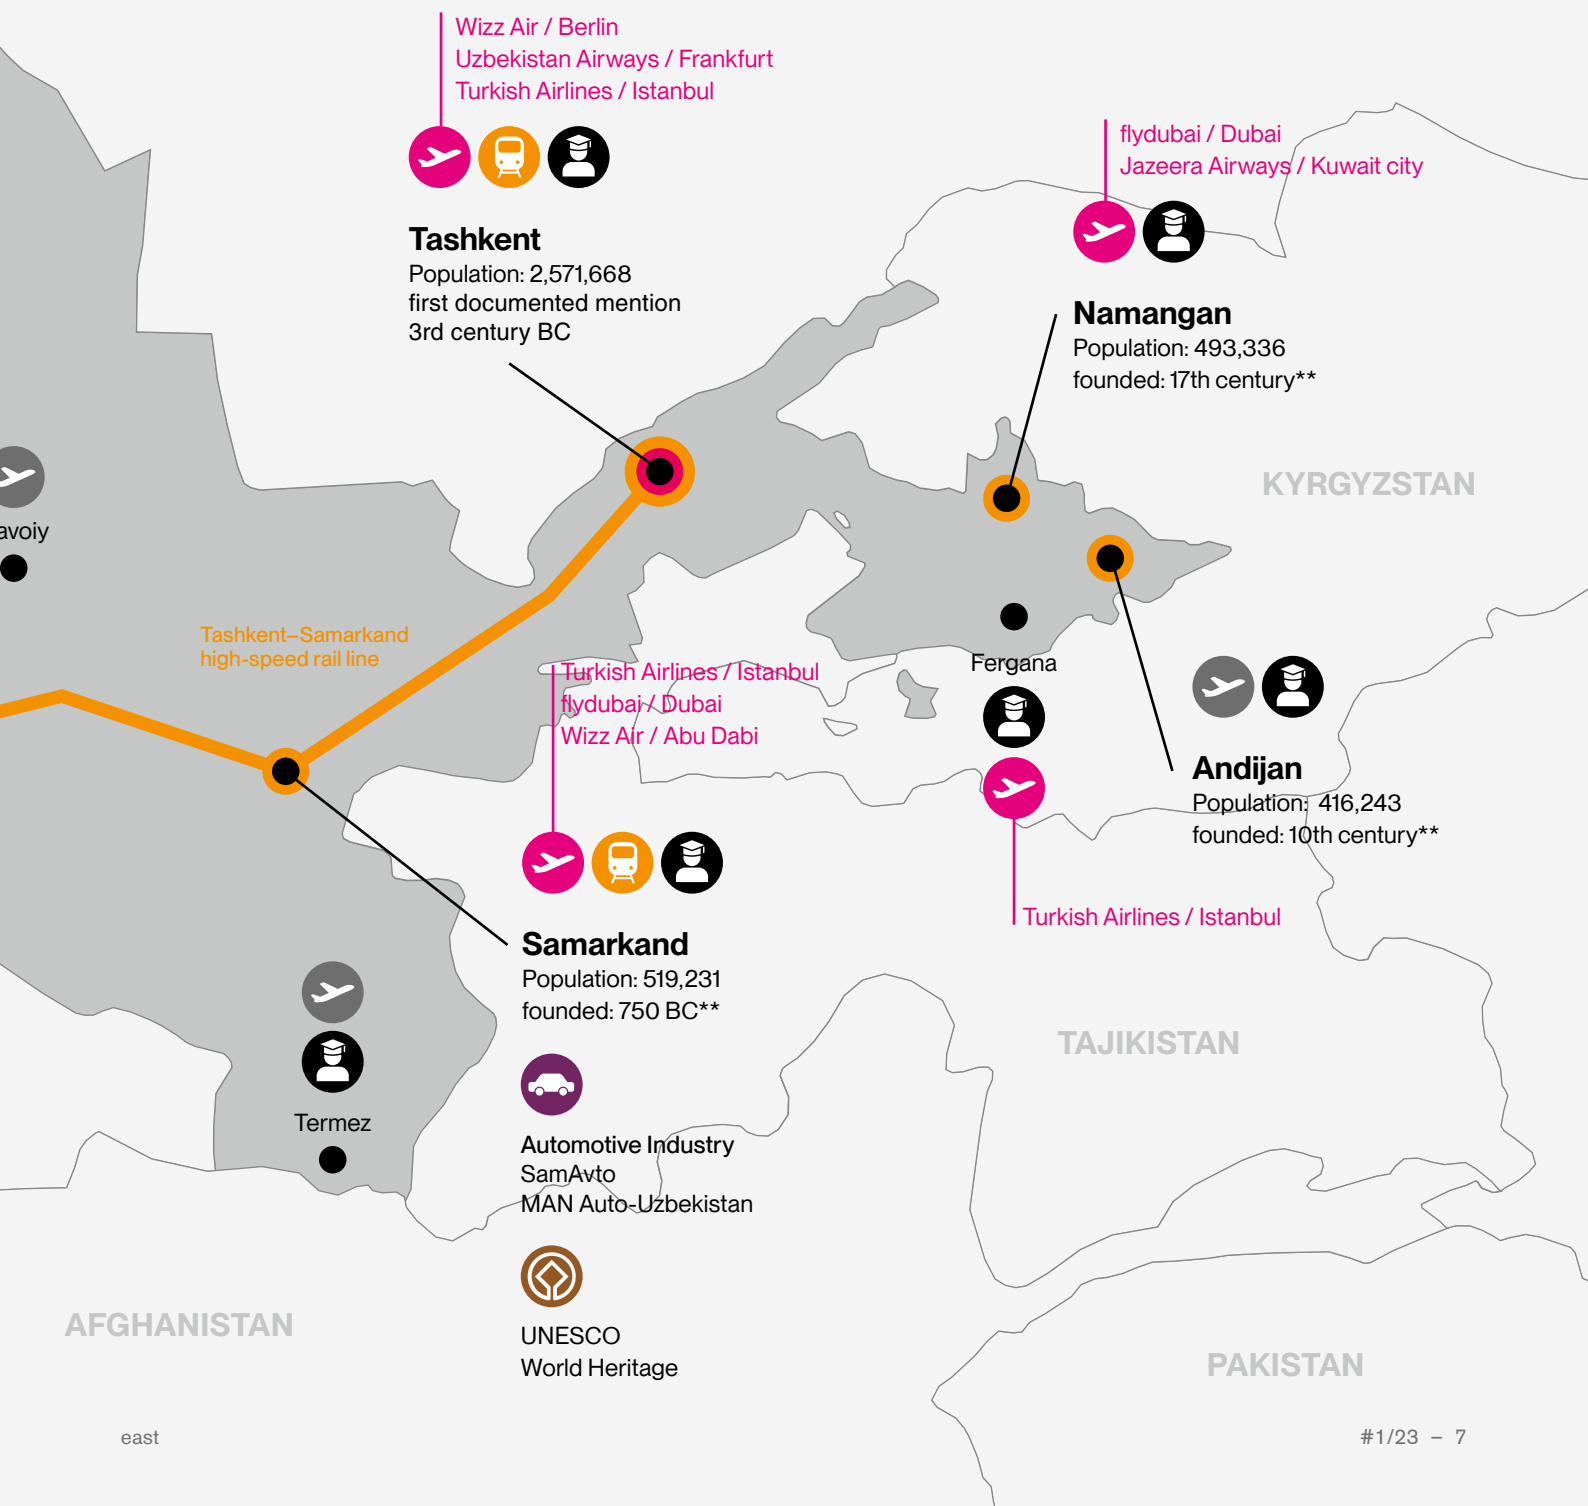 Wizz Air / Berlin
Uzbekistan Airways / Frankfurt
Turkish Airlines / Istanbul
flydubai / Dubai
Jazeera Airways / Kuwait city
Tashkent
Population: 2,571,668
first documented mention
3rd century BC
Namangan
Population: 493,336
founded: 17th century**
KYRGYZSTAN
avoiy
Tashkent–Samarkand
high-speed rail line
Turkish Airlines / Istanbul
flydubai / Dubai
Wizz Air / Abu Dabi
Fergana
Andijan
Population: 416,243
founded: 10th century**
Turkish Airlines / Istanbul
Samarkand
Population: 519,231
founded: 750 BC**
TAJIKISTAN
Termez
Automotive Industry
SamAvto
MAN Auto-Uzbekistan
AFGHANISTAN
UNESCO
World Heritage
PAKISTAN
east
#1/23 – 7